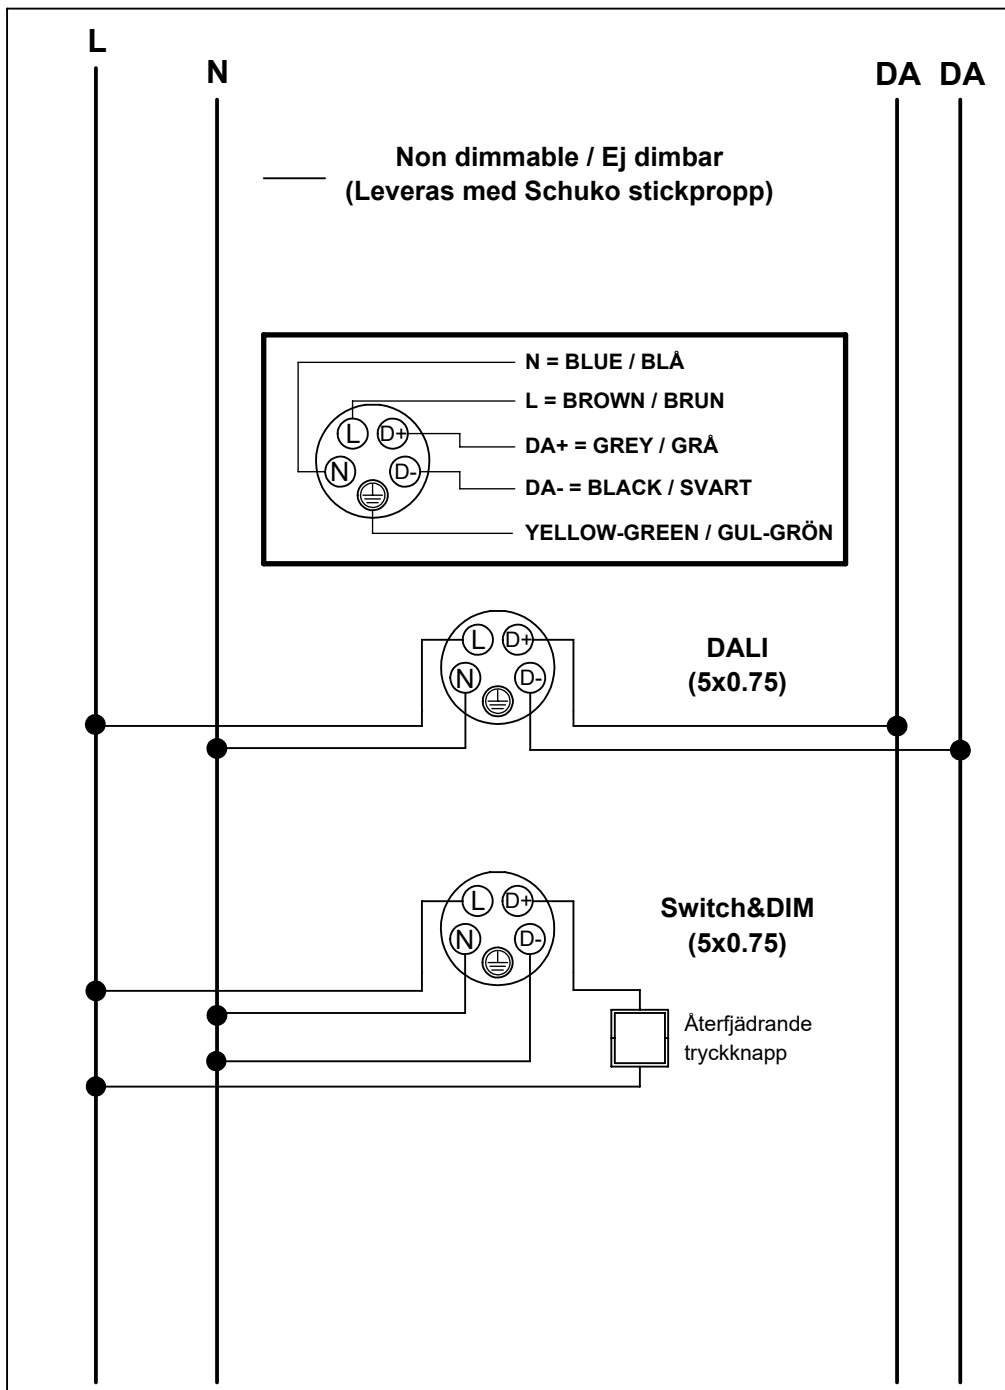 L
N
DA DA
Non dimmable / Ej dimbar
(Leveras med Schuko stickpropp)
N = BLUE / BLÅ
L = BROWN / BRUN
L D+
DA+ = GREY / GRÅ
N D-
DA- = BLACK / SVART
YELLOW-GREEN / GUL-GRÖN
L D+
N D-
DALI
(5x0.75)
L D+
N D-
Switch&DIM
(5x0.75)
Återfjädrande
tryckknapp